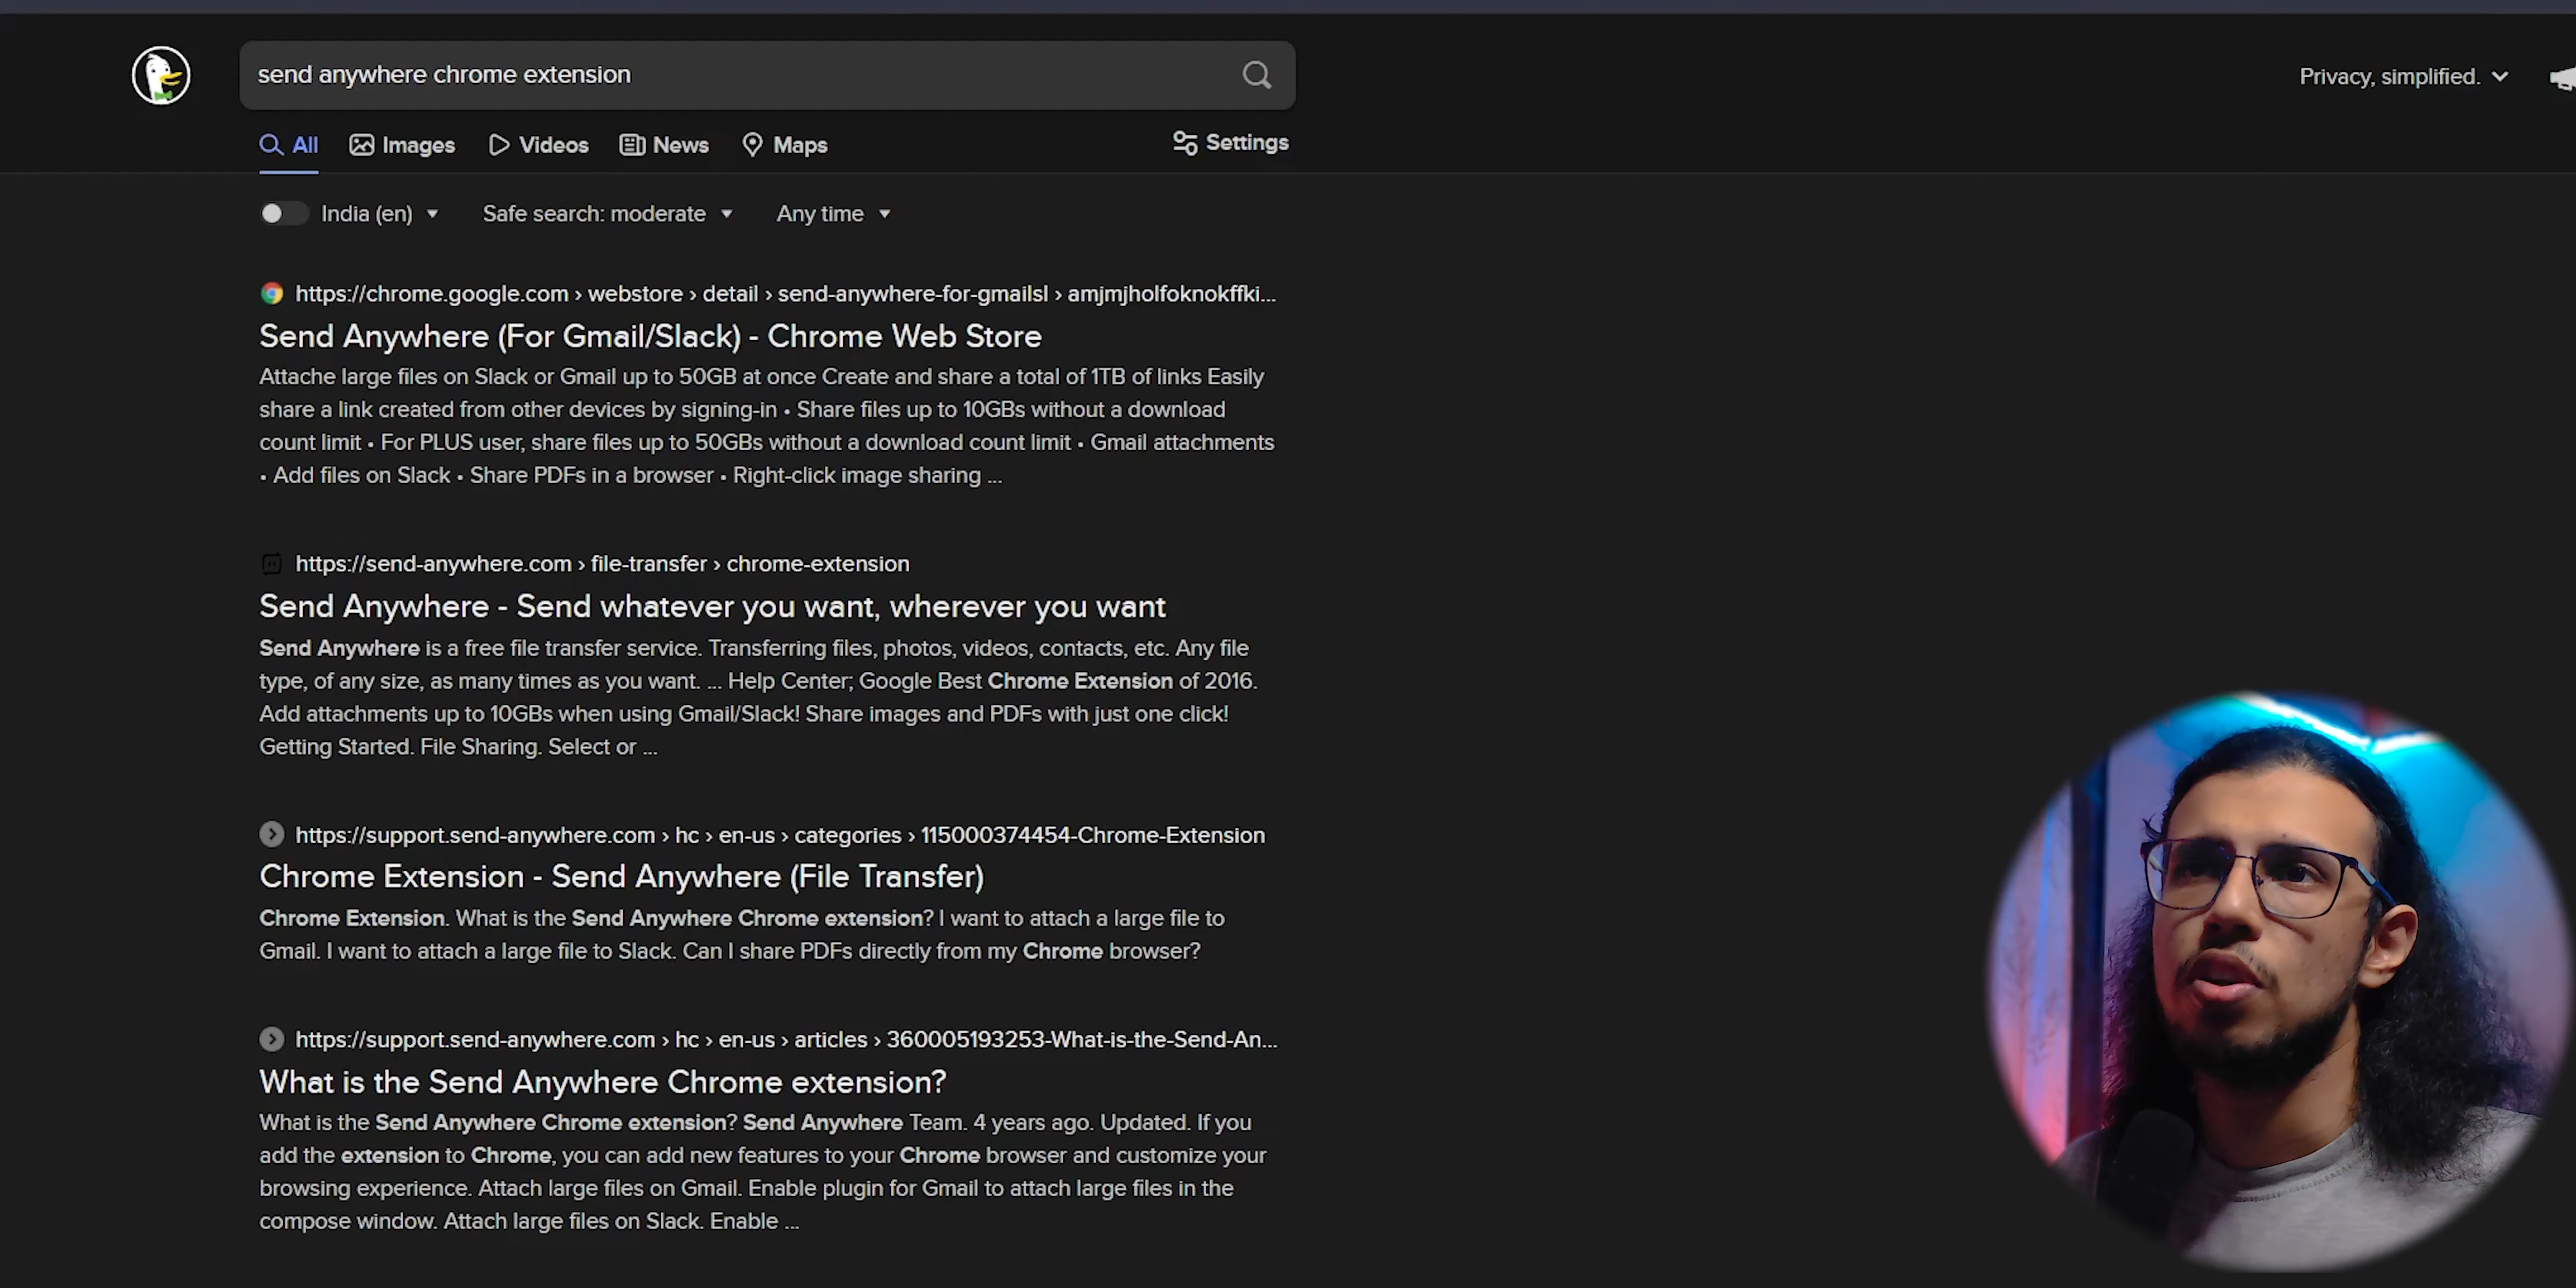 send anywhere chrome extension
Privacy, simplified.
All Images Videos News Maps Settings
India (en) Safe search: moderate Any time
https://chrome.google.com › webstore › detail › send-anywhere-for-gmailsl › amjmjholfoknokffki...
Send Anywhere (For Gmail/Slack) - Chrome Web Store
Attache large files on Slack or Gmail up to 50GB at once Create and share a total of 1TB of links Easily
share a link created from other devices by signing-in • Share files up to 10GBs without a download
count limit • For PLUS user, share files up to 50GBs without a download count limit • Gmail attachments
• Add files on Slack • Share PDFs in a browser • Right-click image sharing ...
https://send-anywhere.com › file-transfer › chrome-extension
Send Anywhere - Send whatever you want, wherever you want
Send Anywhere is a free file transfer service. Transferring files, photos, videos, contacts, etc. Any file
type, of any size, as many times as you want. ... Help Center; Google Best Chrome Extension of 2016.
Add attachments up to 10GBs when using Gmail/Slack! Share images and PDFs with just one click!
Getting Started. File Sharing. Select or ...
https://support.send-anywhere.com › hc › en-us › categories › 115000374454-Chrome-Extension
Chrome Extension - Send Anywhere (File Transfer)
Chrome Extension. What is the Send Anywhere Chrome extension? I want to attach a large file to
Gmail. I want to attach a large file to Slack. Can I share PDFs directly from my Chrome browser?
https://support.send-anywhere.com › hc › en-us › articles › 360005193253-What-is-the-Send-An...
What is the Send Anywhere Chrome extension?
What is the Send Anywhere Chrome extension? Send Anywhere Team. 4 years ago. Updated. If you
add the extension to Chrome, you can add new features to your Chrome browser and customize your
browsing experience. Attach large files on Gmail. Enable plugin for Gmail to attach large files in the
compose window. Attach large files on Slack. Enable ...